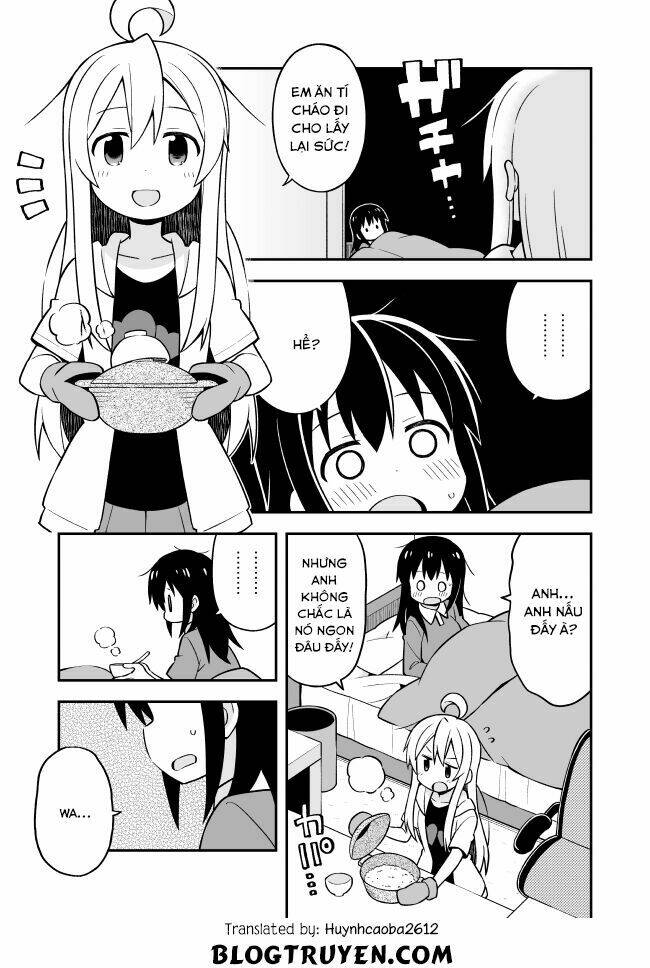 ガチャ…
EM ĂN TÍ
CHÁO ĐI
CHO LẤY
LẠI SỨC!
………
HỂ?
ANH...
ANH NẤU
ĐẤY À?
NHƯNG
ANH
KHÔNG
CHẮC LÀ
NÓ NGON
ĐÂU ĐẤY!
カパ…
………
WA...
Translated by: Huynhcaoba2612
BLOGTRUYEN.COM